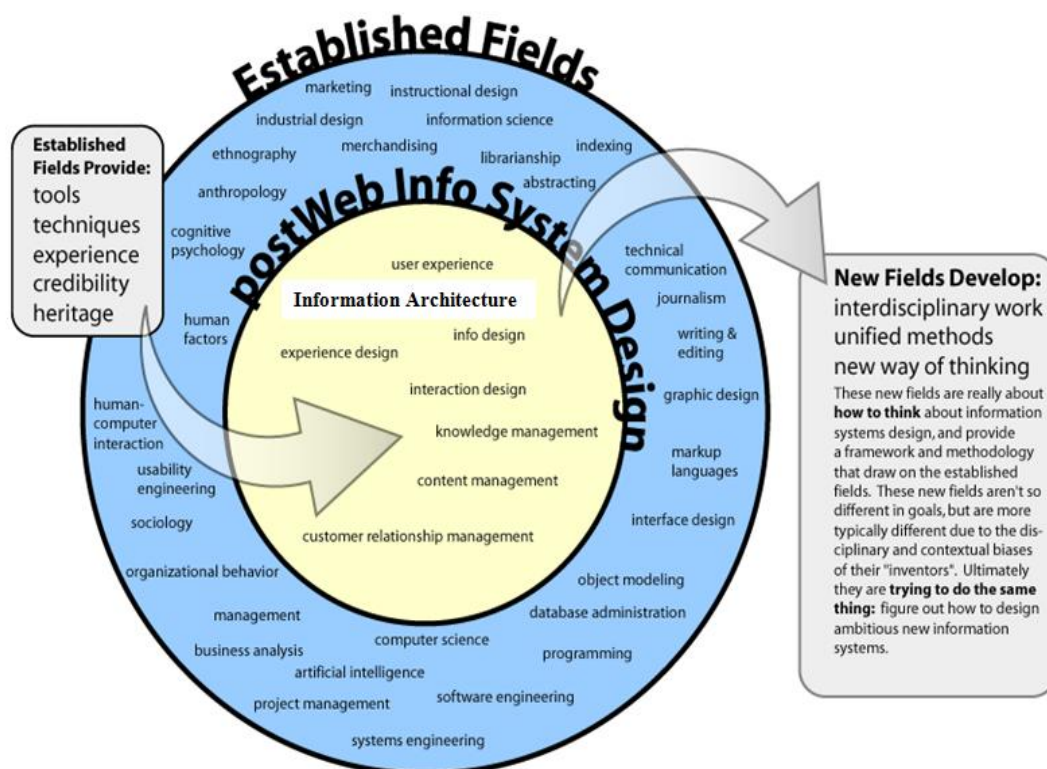 Established Fields
marketing
instructional design
industrial design
information science
ethnography
merchandising
librarianship
indexing
anthropology
abstracting
cognitive
psychology
human
factors
human-
computer
interaction
usability
engineering
sociology
organizational behavior
management
business analysis
computer science
artificial intelligence
project management
software engineering
systems engineering
technical
communication
journalism
writing &
editing
graphic design
markup
languages
interface design
object modeling
database administration
programming
postWeb Info System Design
user experience
Information Architecture
info design
experience design
interaction design
knowledge management
content management
customer relationship management
Established
Fields Provide:
tools
techniques
experience
credibility
heritage
New Fields Develop:
interdisciplinary work
unified methods
new way of thinking
These new fields are really about
how to think about information
systems design, and provide
a framework and methodology
that draw on the established
fields. These new fields aren't so
different in goals, but are more
typically different due to the dis-
ciplinary and contextual biases
of their "inventors". Ultimately
they are trying to do the same
thing: figure out how to design
ambitious new information
systems.